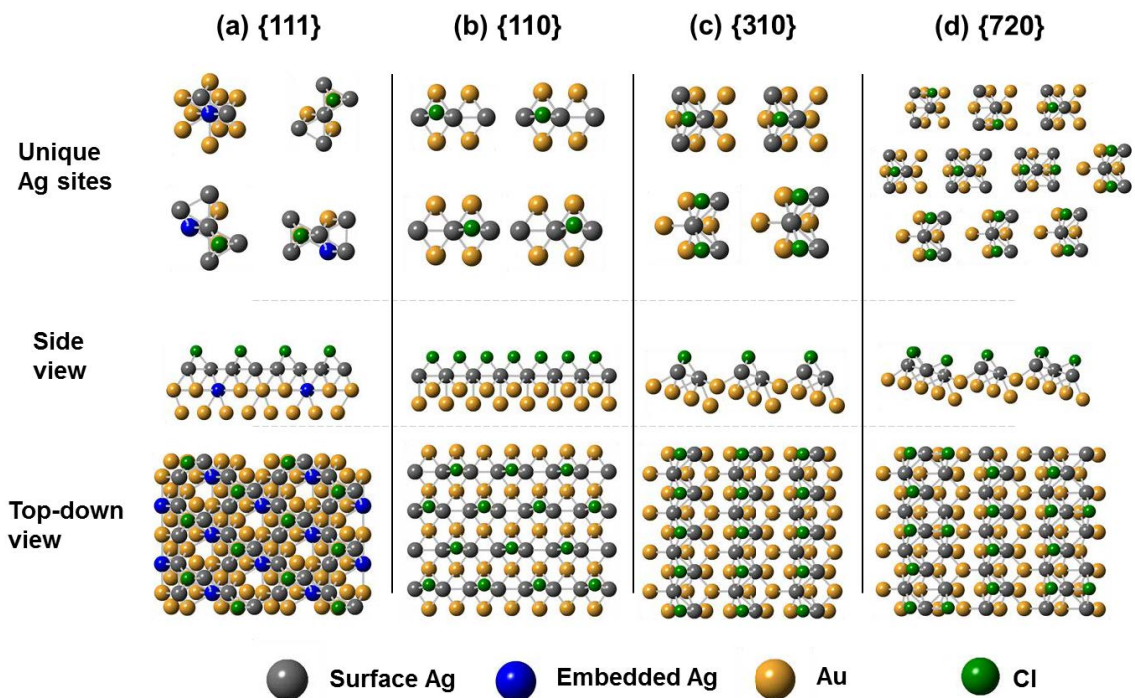 (a) {111} (b) {110} (c) {310} (d) {720}
Unique
Ag sites
Side
view
Top-down
view
Surface Ag Embedded Ag Au Cl